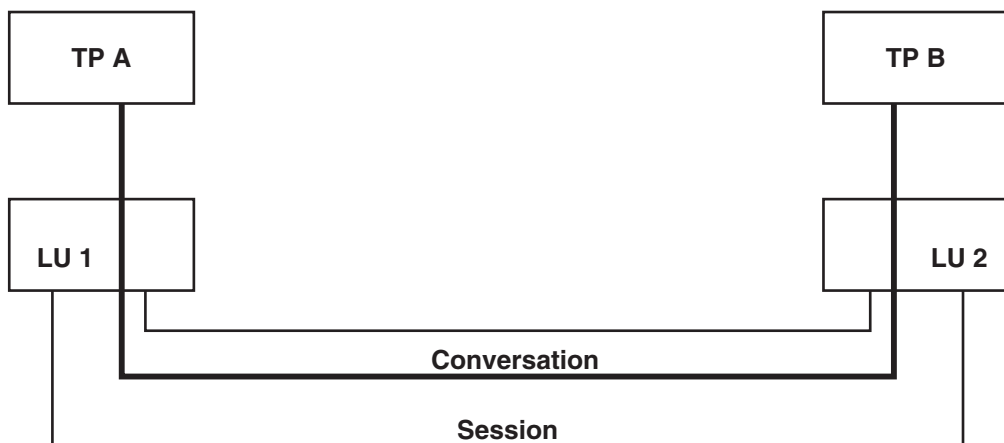 TP A
TP B
LU 1
LU 2
Conversation
Session